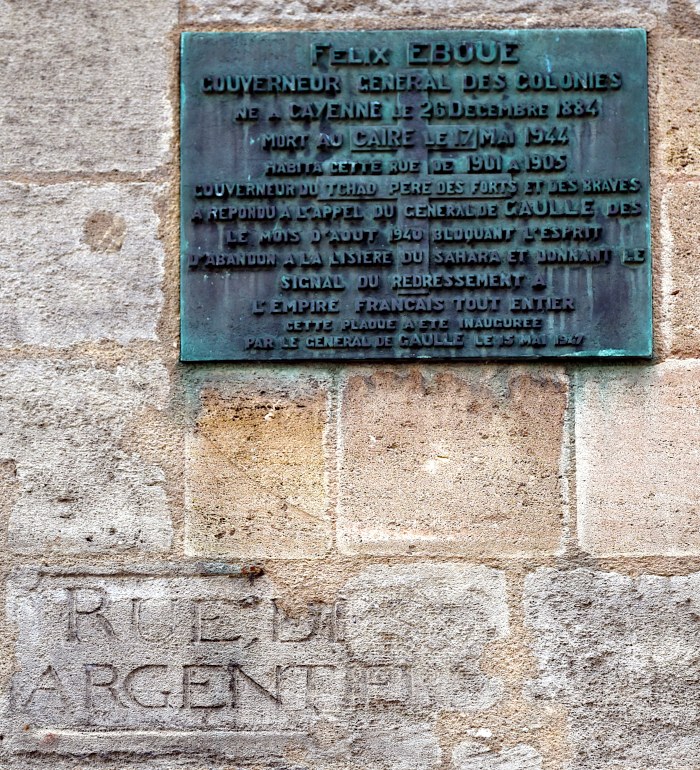 FELIX EBOUE
GOUVERNEUR GENERAL DES COLONIES
NE A CAYENNE LE 26 DECEMBRE 1884
MORT AU CAIRE LE 17 MAI 1944
HABITA CETTE RUE DE 1901 A 1905
GOUVERNEUR DU TCHAD PERE DES FORTS ET DES BRAVES
A REPONDU A L'APPEL DU GENERAL DE GAULLE DES
LE MOIS D'AOUT 1940 BLOQUANT L'ESPRIT
D'ABANDON A LA LISIERE DU SAHARA ET DONNANT LE
SIGNAL DU REDRESSEMENT A
L'EMPIRE FRANCAIS TOUT ENTIER
CETTE PLAQUE A ETE INAUGUREE
PAR LE GENERAL DE GAULLE LE 15 MAI 1947
RUE, DE
ARGENTIERS